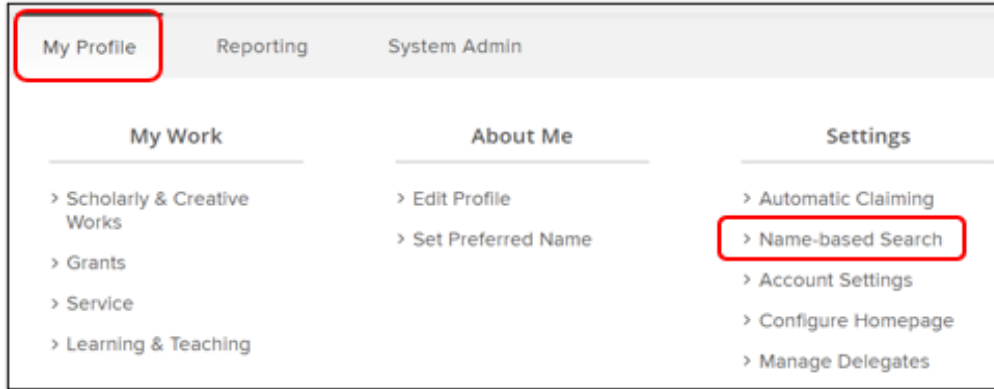 My Profile Reporting System Admin
My Work
> Scholarly & Creative
Works
> Grants
> Service
> Learning & Teaching
About Me
> Edit Profile
> Set Preferred Name
Settings
> Automatic Claiming
> Name-based Search
> Account Settings
> Configure Homepage
> Manage Delegates